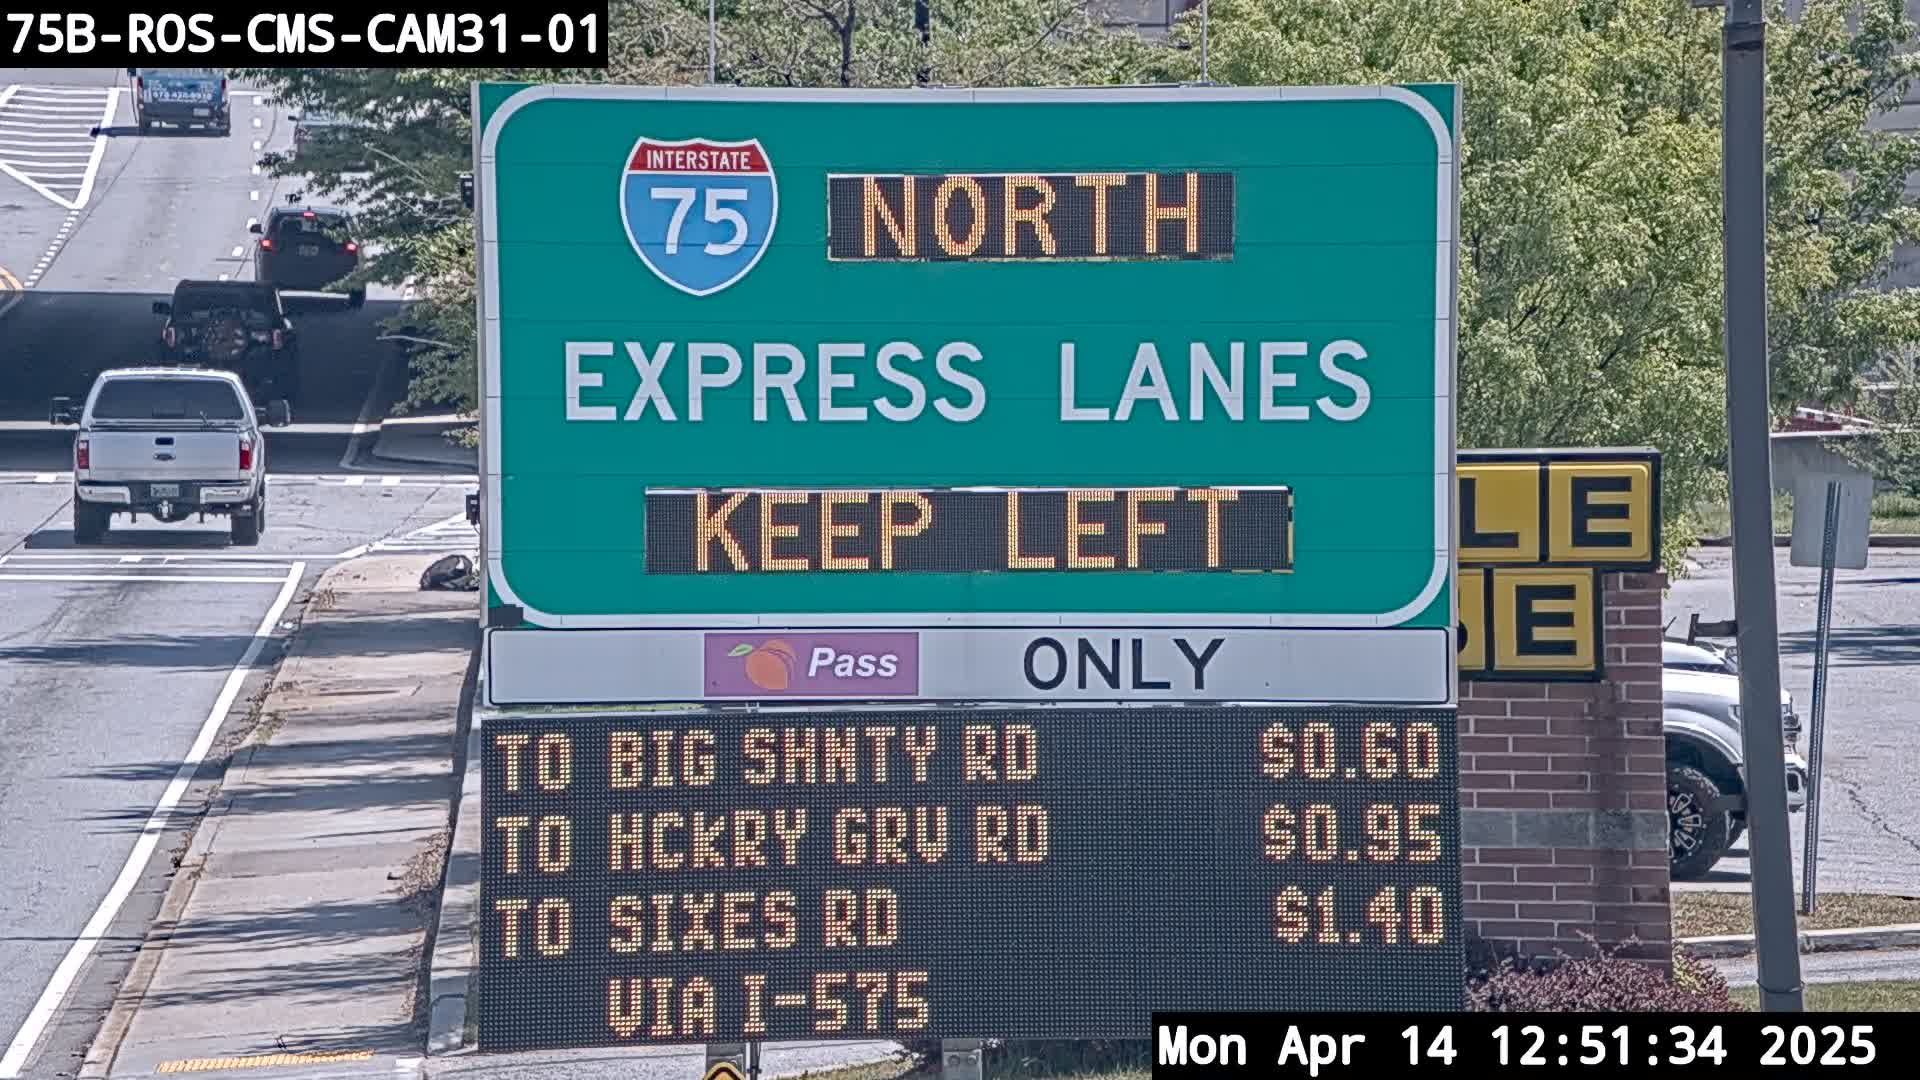 75B-ROS-CMS-CAM31-01
INTERSTATE
75
NORTH
EXPRESS LANES
KEEP LEFT
Pass ONLY
TO BIG SHNTY RD $0.60
TO HCKRY GRV RD $0.95
TO SIXES RD $1.40
VIA I-575
LE
E
Mon Apr 14 12:51:34 2025